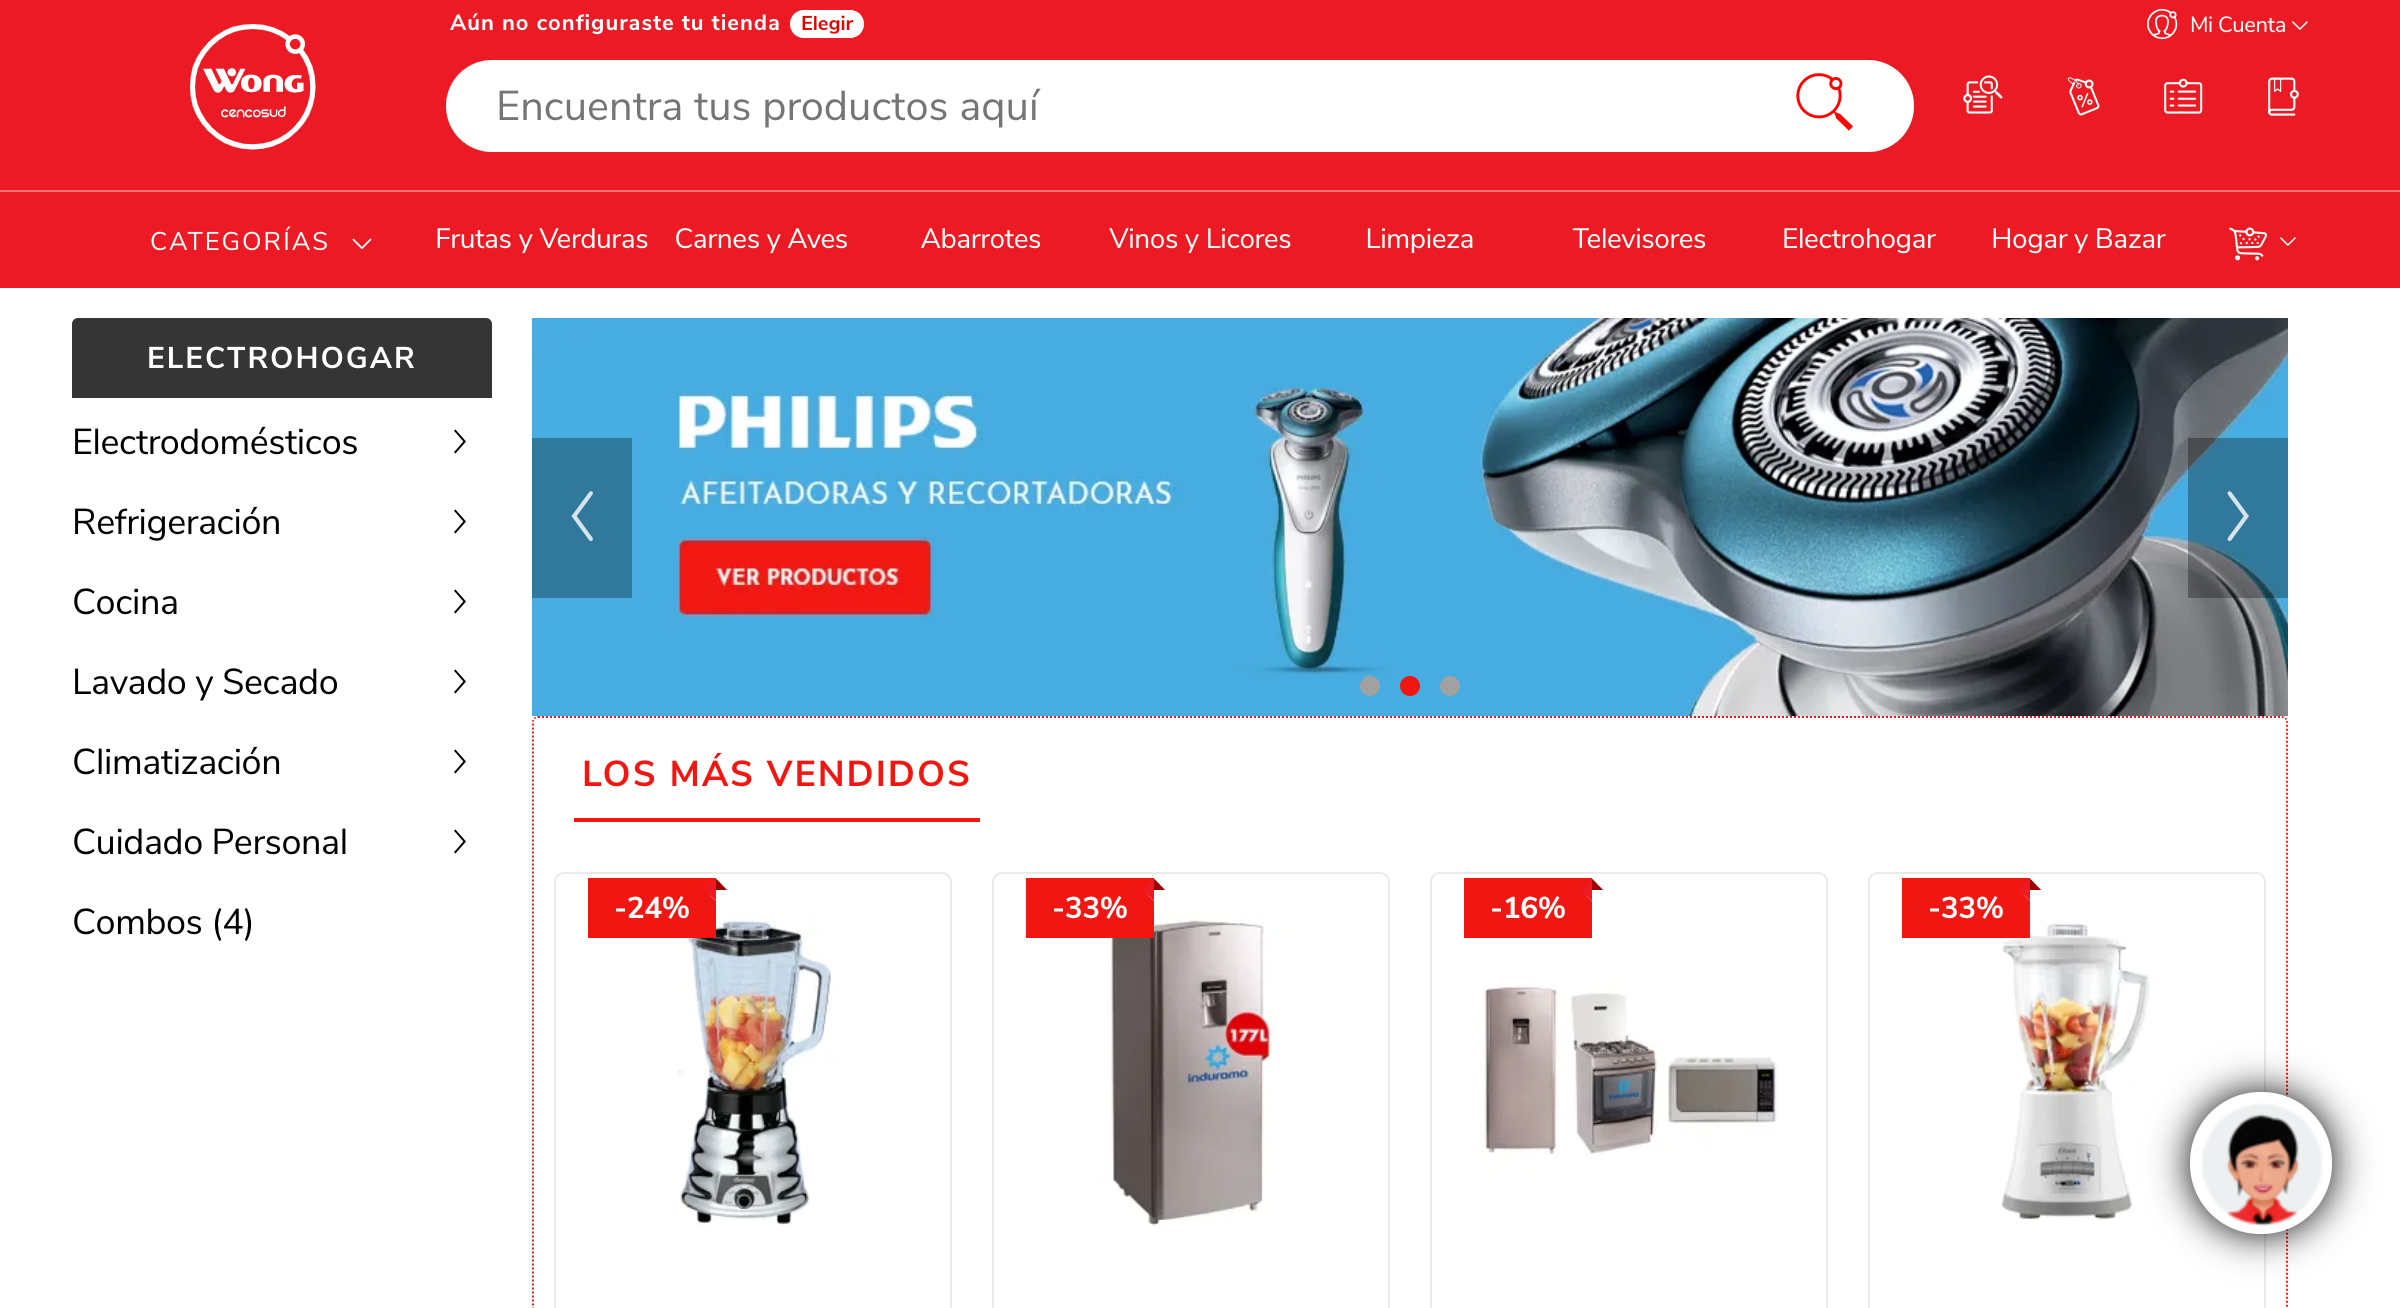 Aún no configuraste tu tienda Elegir
Mi Cuenta
Wong
cencosud
Encuentra tus productos aquí
CATEGORÍAS Frutas y Verduras Carnes y Aves Abarrotes Vinos y Licores Limpieza Televisores Electrohogar Hogar y Bazar
ELECTROHOGAR
Electrodomésticos
Refrigeración
Cocina
Lavado y Secado
Climatización
Cuidado Personal
Combos (4)
PHILIPS
AFEITADORAS Y RECORTADORAS
VER PRODUCTOS
PHILIPS
LOS MÁS VENDIDOS
-24%
-33%
177L
indurama
-16%
indurama
-33%